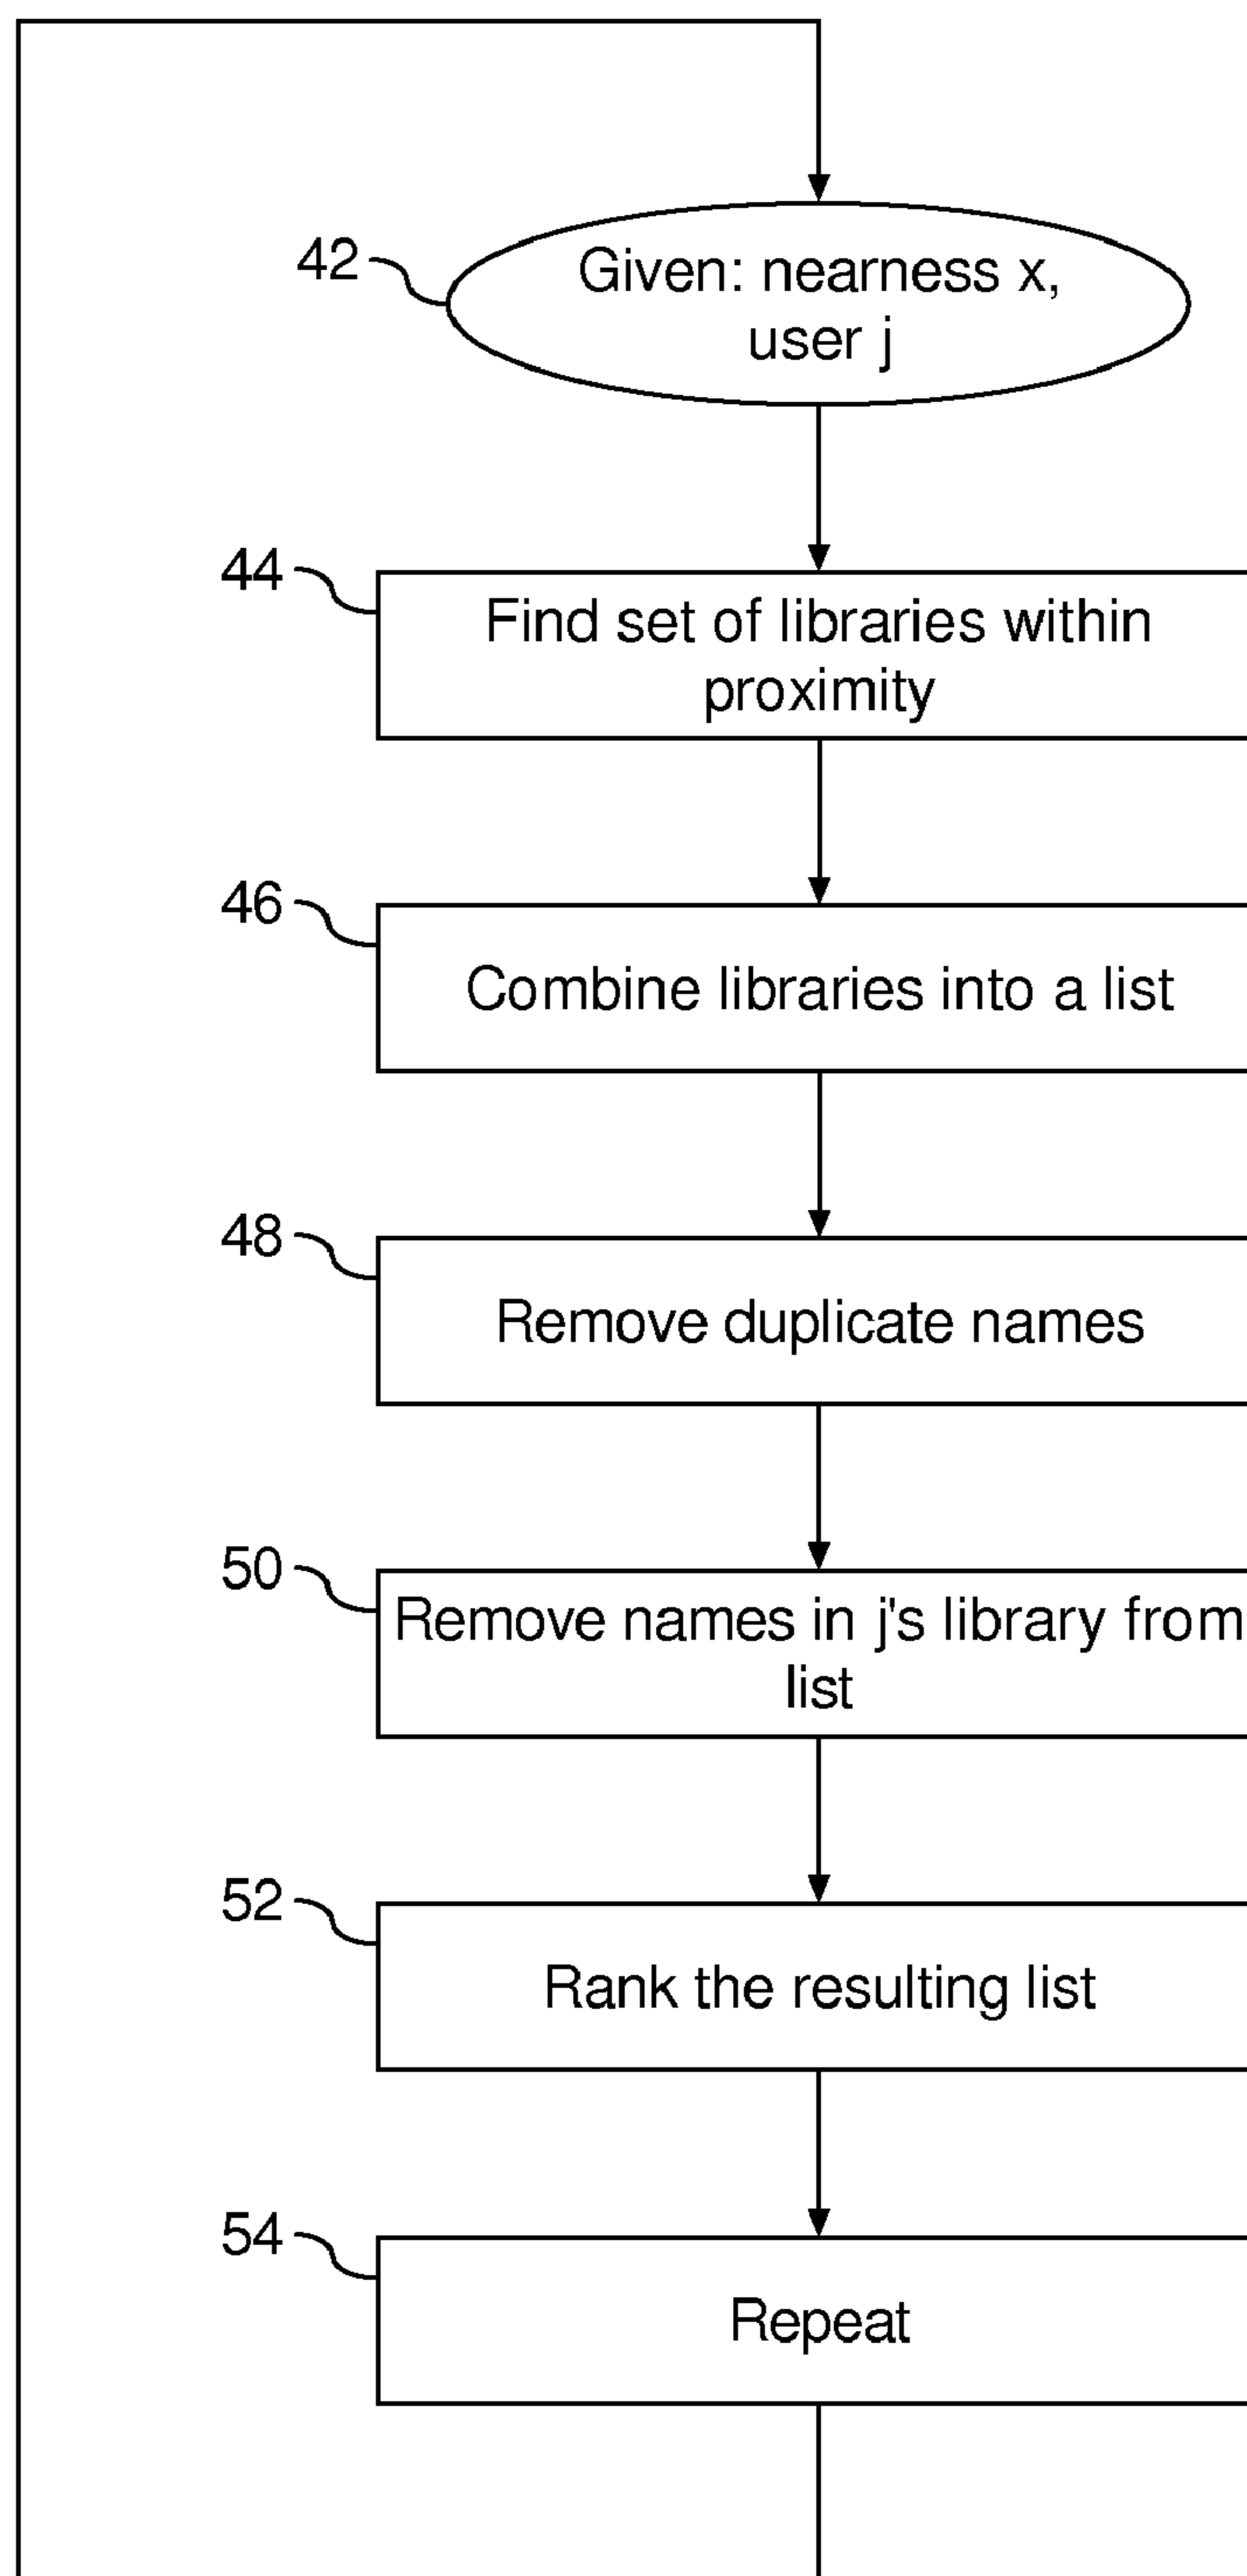 42
Given: nearness x,
user j
44
Find set of libraries within
proximity
46
Combine libraries into a list
48
Remove duplicate names
50
Remove names in j's library from
list
52
Rank the resulting list
54
Repeat